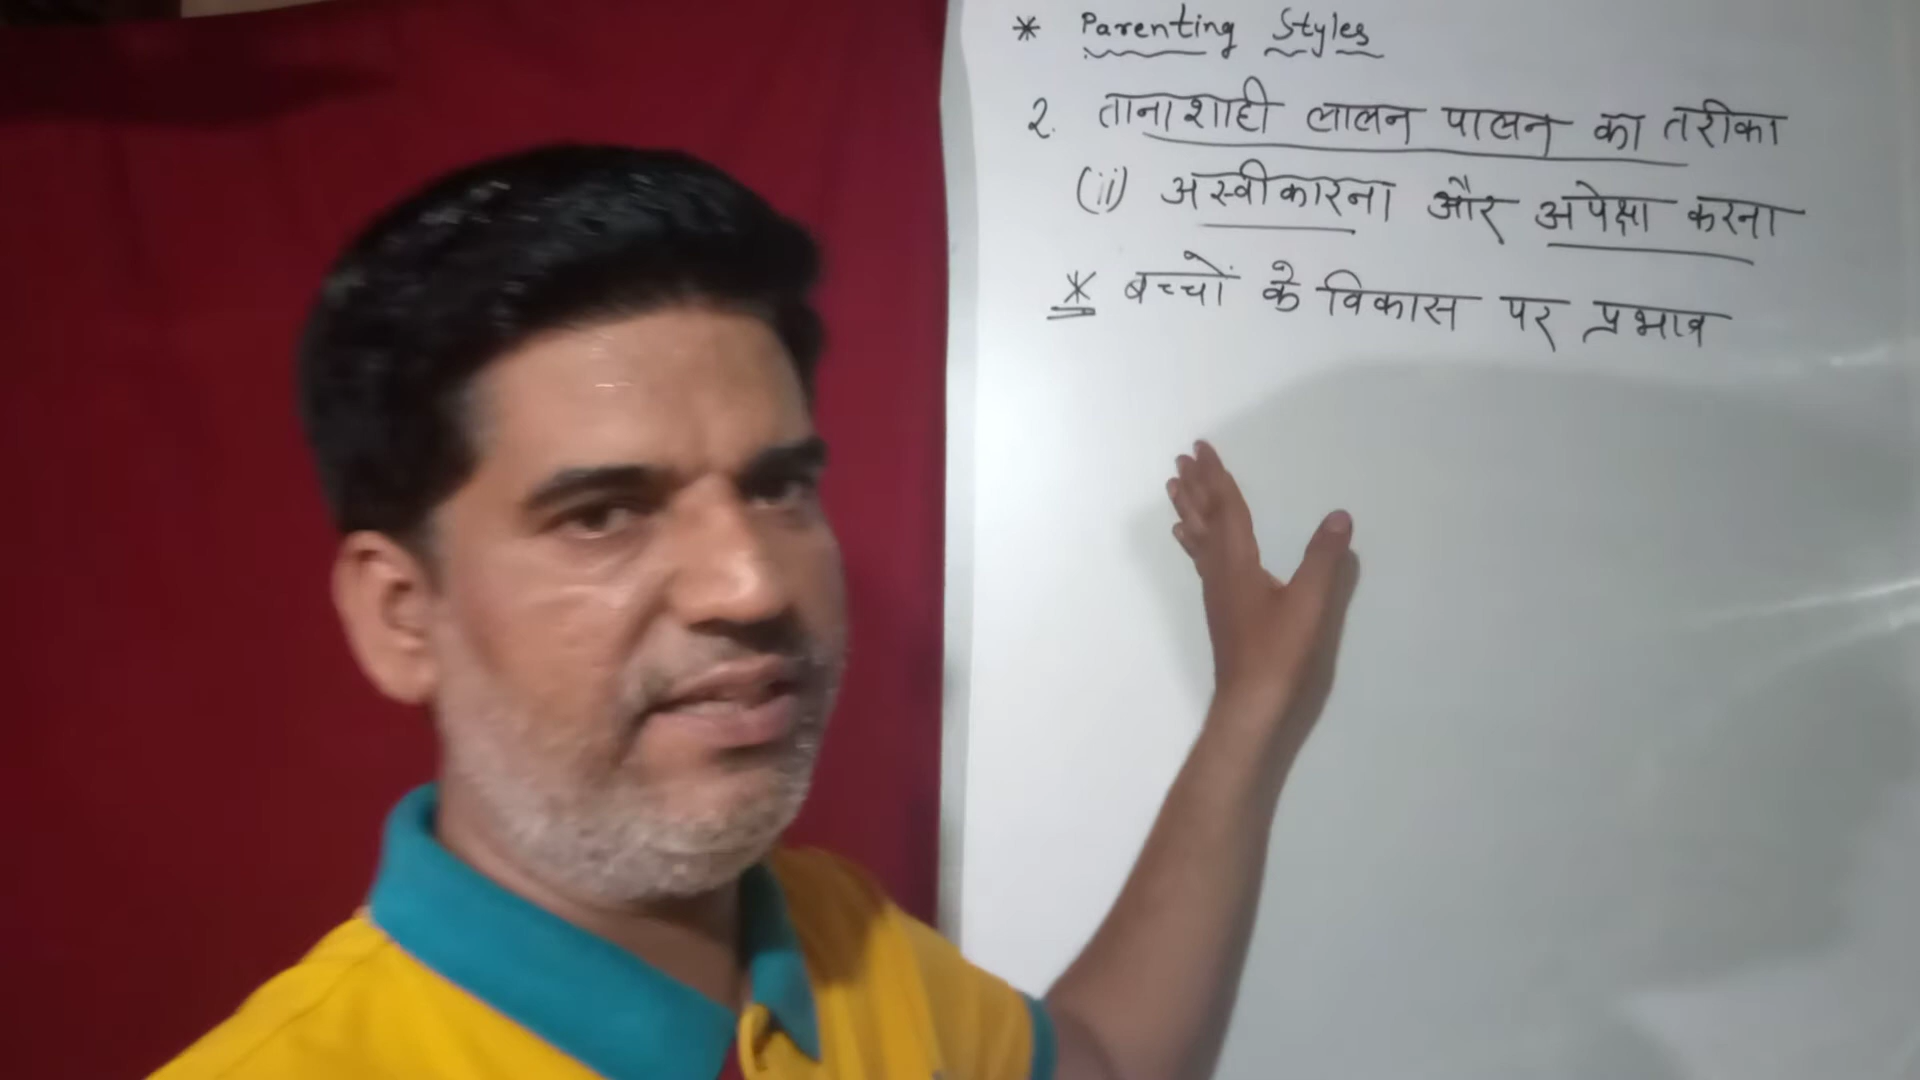 * Parenting Styles
2. तानाशाही लालन पालन का तरीका
(ii) अस्वीकारना और अपेक्षा करना
* बच्चों के विकास पर प्रभाव